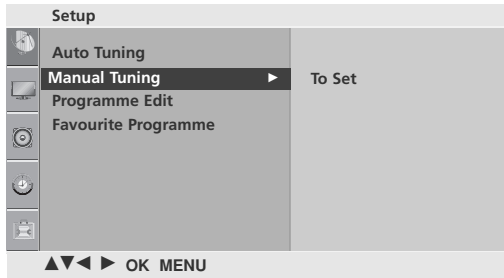 Setup
Auto Tuning
Manual Tuning ► To Set
Programme Edit
Favourite Programme
▲▼◄ ► OK MENU